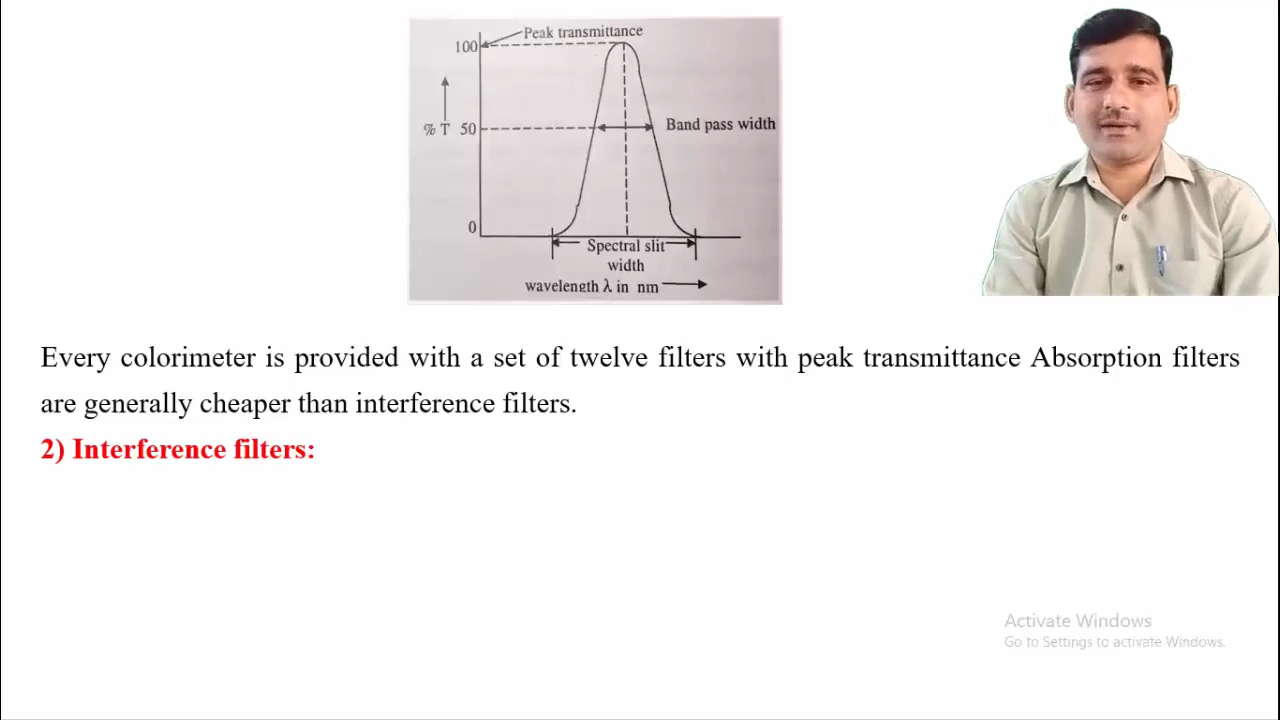 Peak transmittance
100
% T 50
Band pass width
0
Spectral slit
width
wavelength λ in nm
Every colorimeter is provided with a set of twelve filters with peak transmittance Absorption filters
are generally cheaper than interference filters.
2) Interference filters:
Activate Windows
Go to Settings to activate Windows.